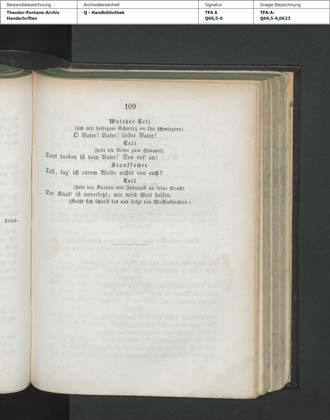 Bestandsbezeichnung
Theodor-Fontane-Archiv
Handschriften
Archivalieneinheit
Q - Handbibliothek
Signatur
TFA A
Q66,5-6
Image-Bezeichnung
TFA-A-
Q66,5-6,0623
109
Walther Tell
(sich mit heftigem Schmerz an ihn schmiegend).
O Vater! Vater! lieber Vater!
Tell
(hebt die Arme zum Himmel).
Dort droben ist dein Vater! Den ruf an!
Stauffacher.
Tell, sag' ich eurem Weibe nichts von euch?
Tell
(hebt den Knaben mit Inbrunst an seine Brust).
Der Knab' ist unverletzt; mir wird Gott helfen.
(Reißt sich schnell los und folgt den Waffenknechten.)